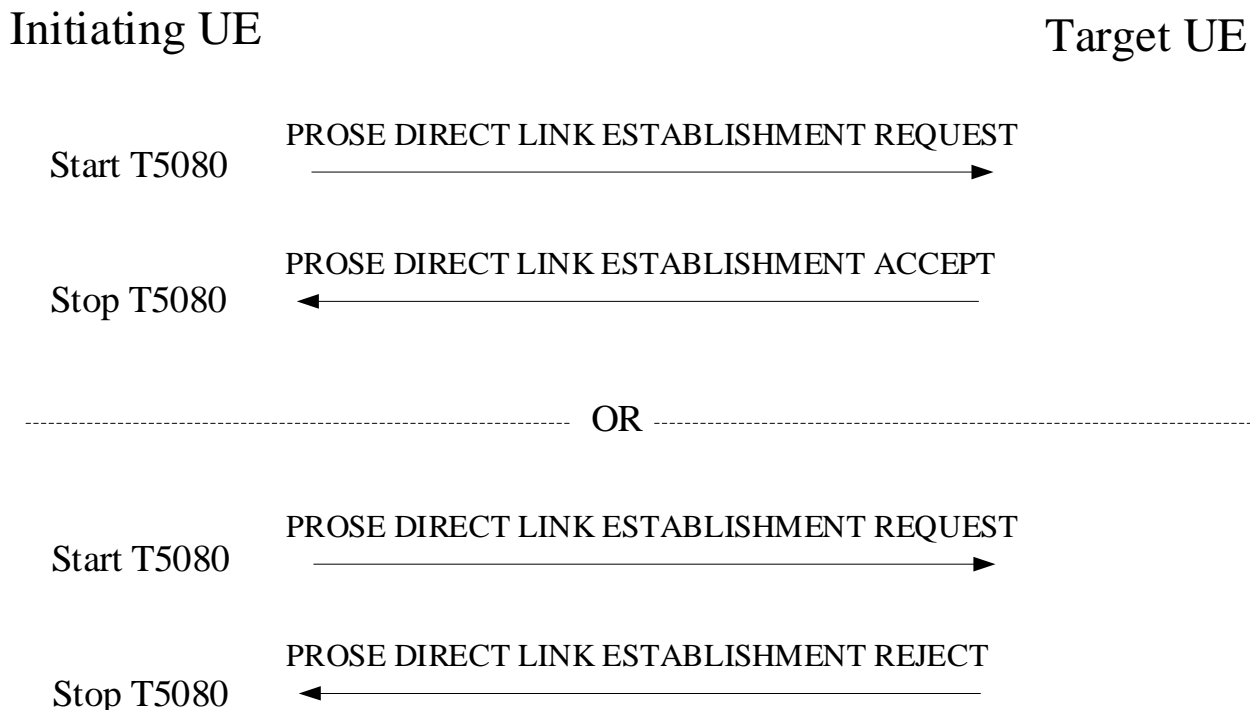 Initiating UE
Target UE
PROSE DIRECT LINK ESTABLISHMENT REQUEST
Start T5080
PROSE DIRECT LINK ESTABLISHMENT ACCEPT
Stop T5080
OR
PROSE DIRECT LINK ESTABLISHMENT REQUEST
Start T5080
PROSE DIRECT LINK ESTABLISHMENT REJECT
Stop T5080